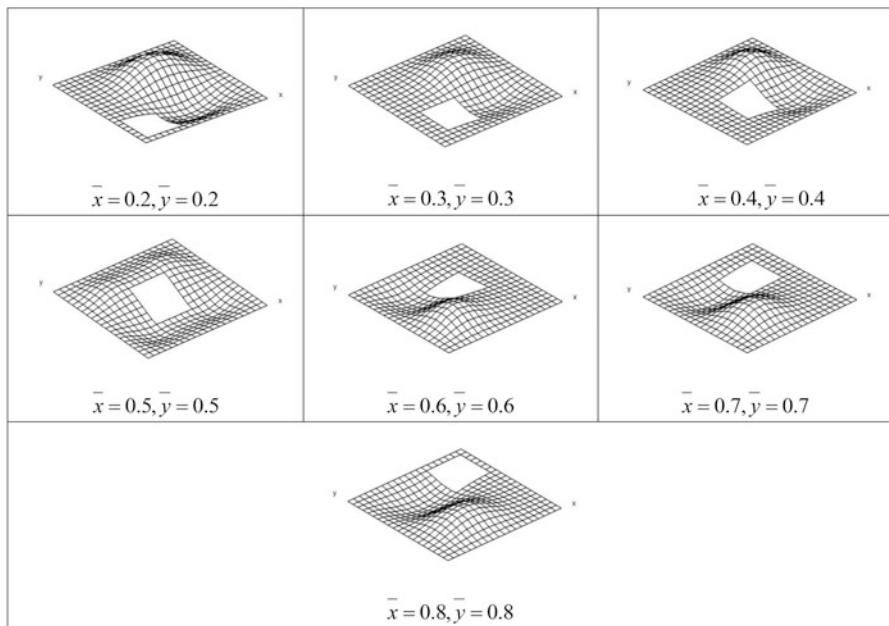 y
x
y
x
y
x
x̅ = 0.2, y̅ = 0.2
x̅ = 0.3, y̅ = 0.3
x̅ = 0.4, y̅ = 0.4
y
x
y
x
y
x
x̅ = 0.5, y̅ = 0.5
x̅ = 0.6, y̅ = 0.6
x̅ = 0.7, y̅ = 0.7
y
x
x̅ = 0.8, y̅ = 0.8